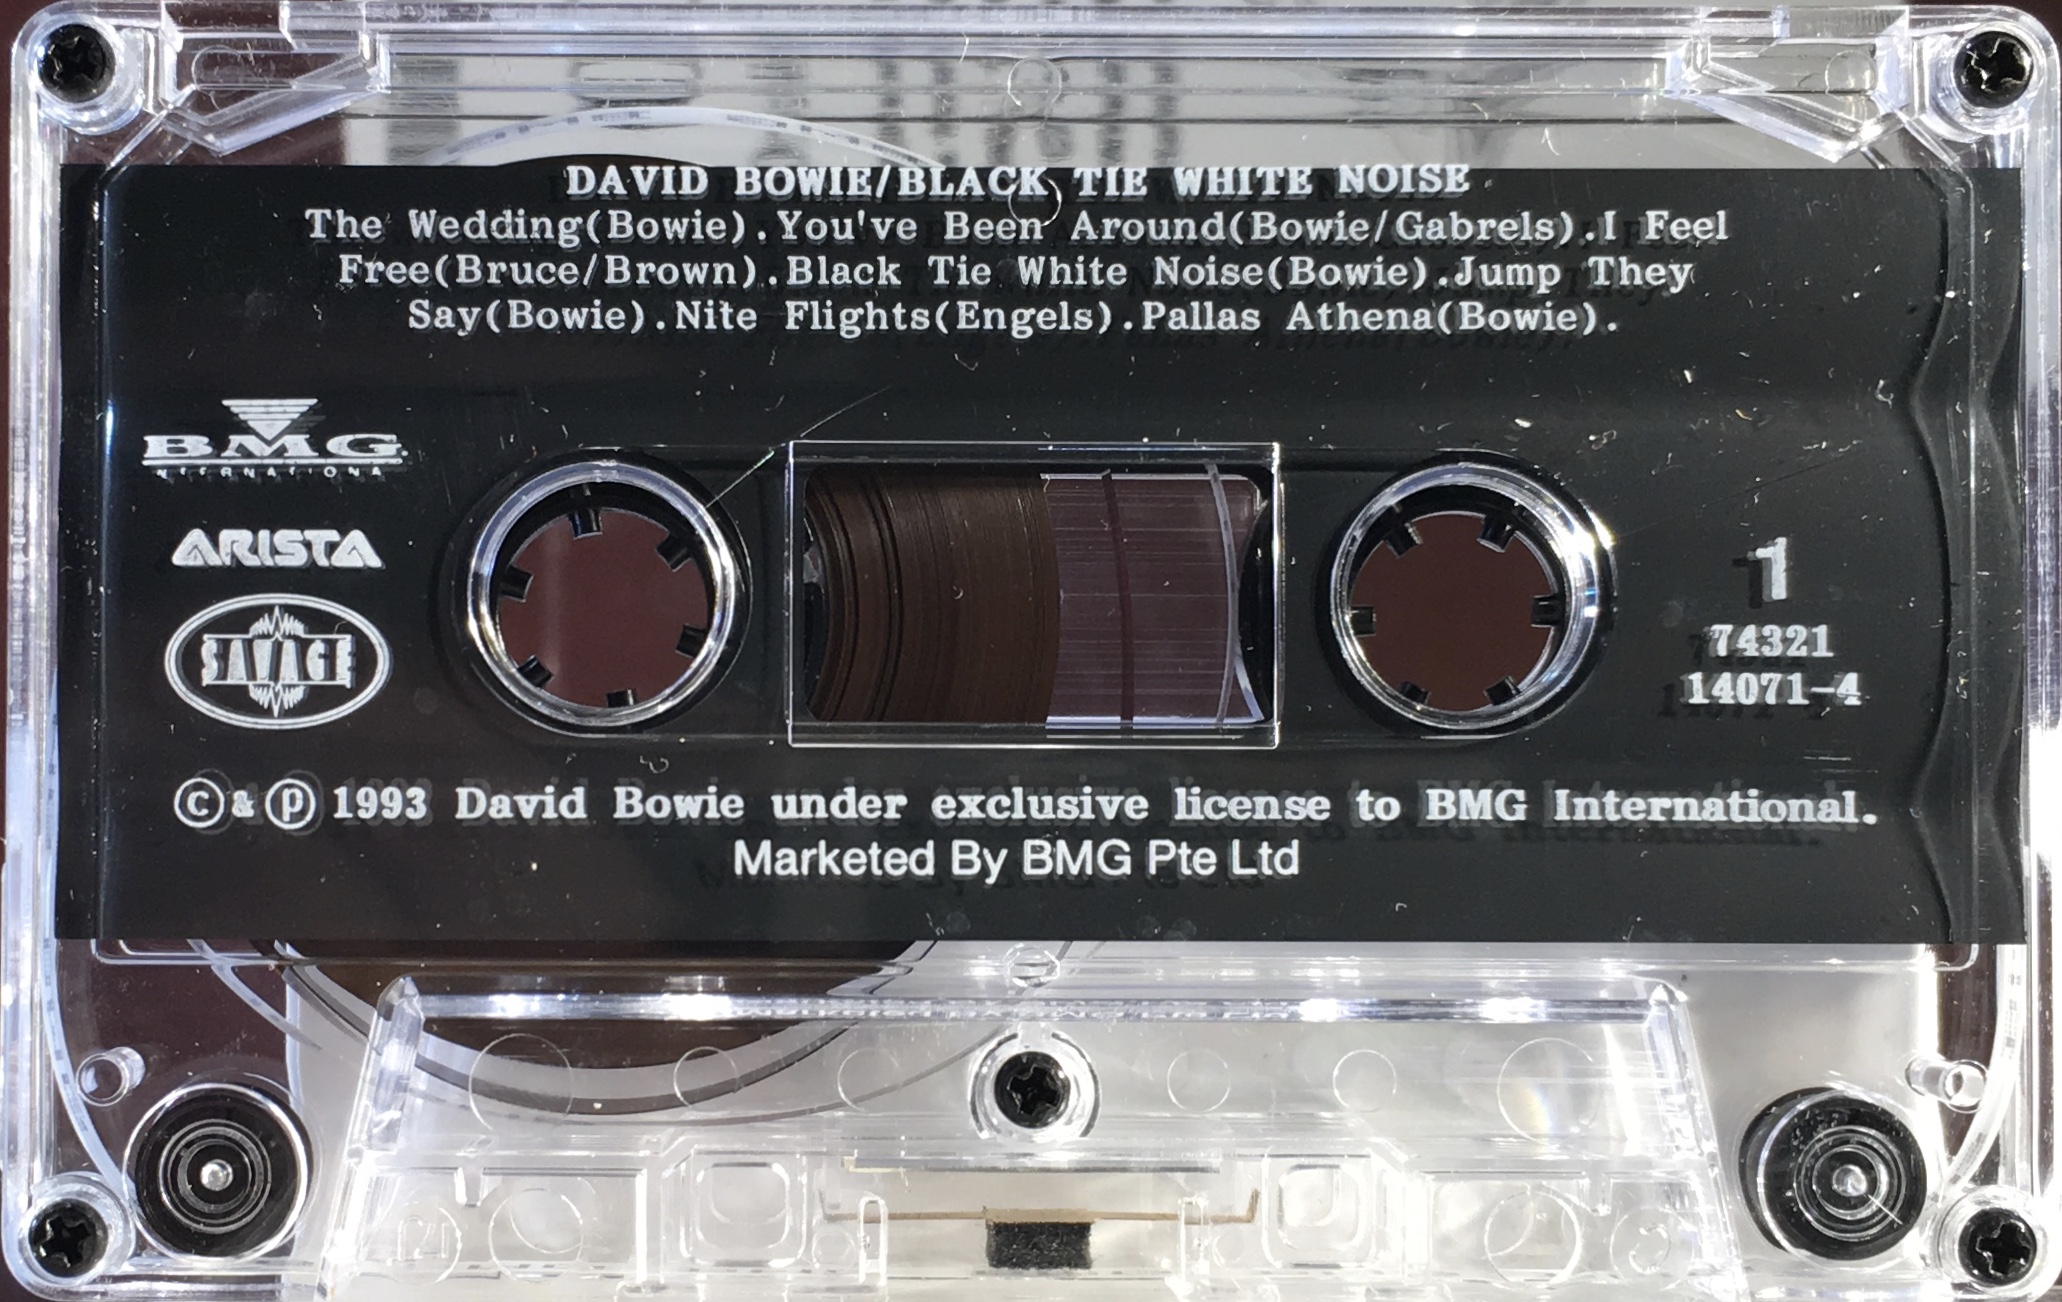 DAVID BOWIE/BLACK TIE WHITE NOISE
The Wedding(Bowie).You've Been Around(Bowie/Gabrels).I Feel
Free(Bruce/Brown).Black Tie White Noise(Bowie).Jump They
Say(Bowie).Nite Flights(Engels).Pallas Athena(Bowie).
BMG
INTERNATIONAL
ARISTA
SAVAGE
1
74321
14071-4
©&℗ 1993 David Bowie under exclusive license to BMG International.
Marketed By BMG Pte Ltd